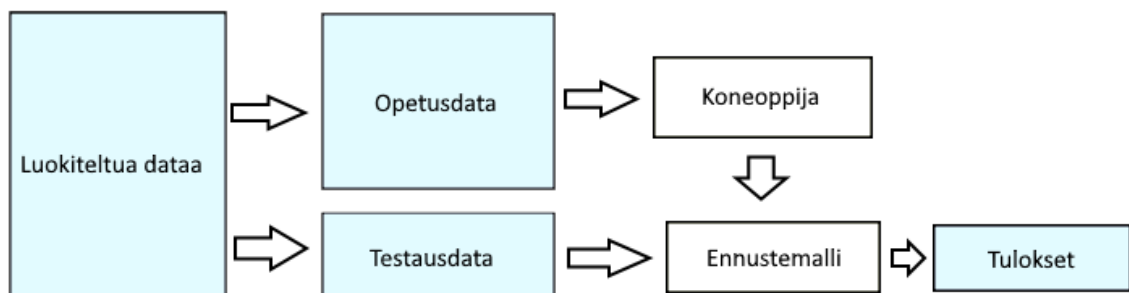 Luokiteltua dataa
Opetusdata
Koneoppija
Testausdata
Ennustemalli
Tulokset